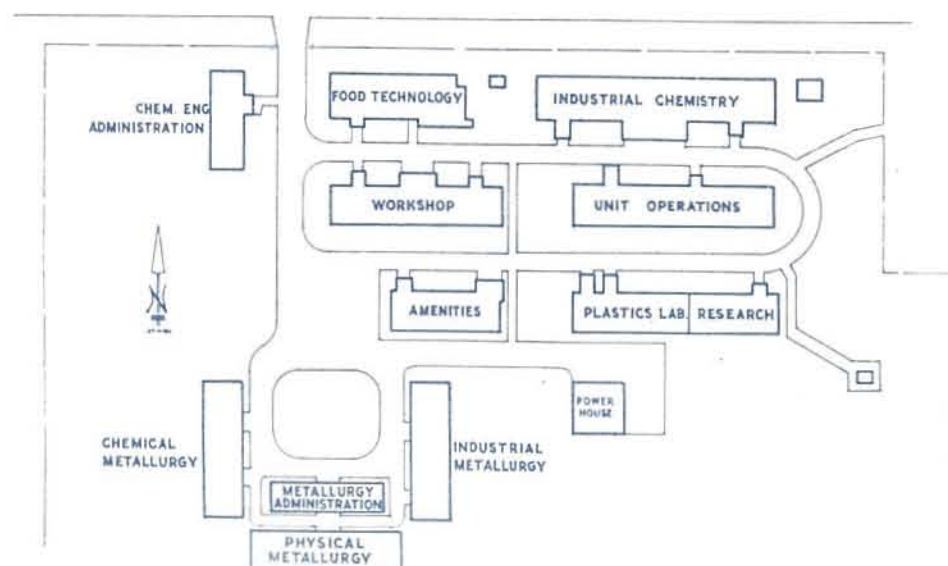 FOOD TECHNOLOGY
INDUSTRIAL CHEMISTRY
CHEM. ENG
ADMINISTRATION
WORKSHOP
UNIT OPERATIONS
N
AMENITIES
PLASTICS LAB.
RESEARCH
POWER
HOUSE
CHEMICAL
METALLURGY
INDUSTRIAL
METALLURGY
METALLURGY
ADMINISTRATION
PHYSICAL
METALLURGY